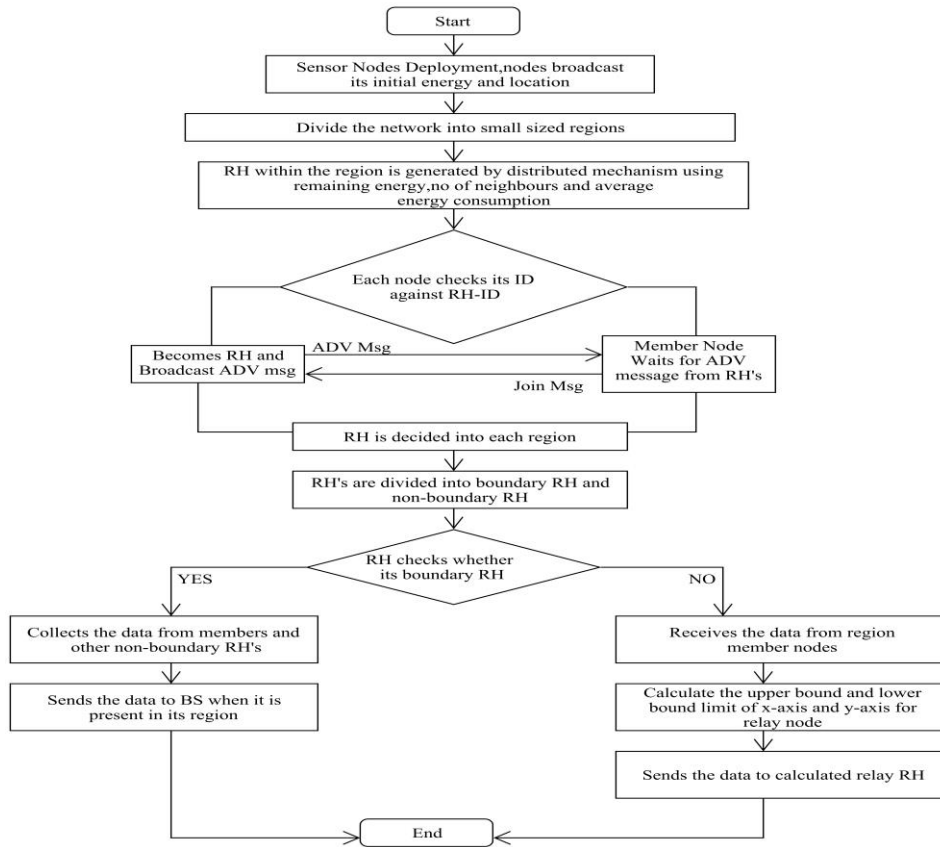 Start
Sensor Nodes Deployment,nodes broadcast
its initial energy and location
Divide the network into small sized regions
RH within the region is generated by distributed mechanism using
remaining energy,no of neighbours and average
energy consumption
Each node checks its ID
against RH-ID
Becomes RH and
Broadcast ADV msg
ADV Msg
Join Msg
Member Node
Waits for ADV
message from RH's
RH is decided into each region
RH's are divided into boundary RH and
non-boundary RH
RH checks whether
its boundary RH
YES
NO
Collects the data from members and
other non-boundary RH's
Sends the data to BS when it is
present in its region
Receives the data from region
member nodes
Calculate the upper bound and lower
bound limit of x-axis and y-axis for
relay node
Sends the data to calculated relay RH
End